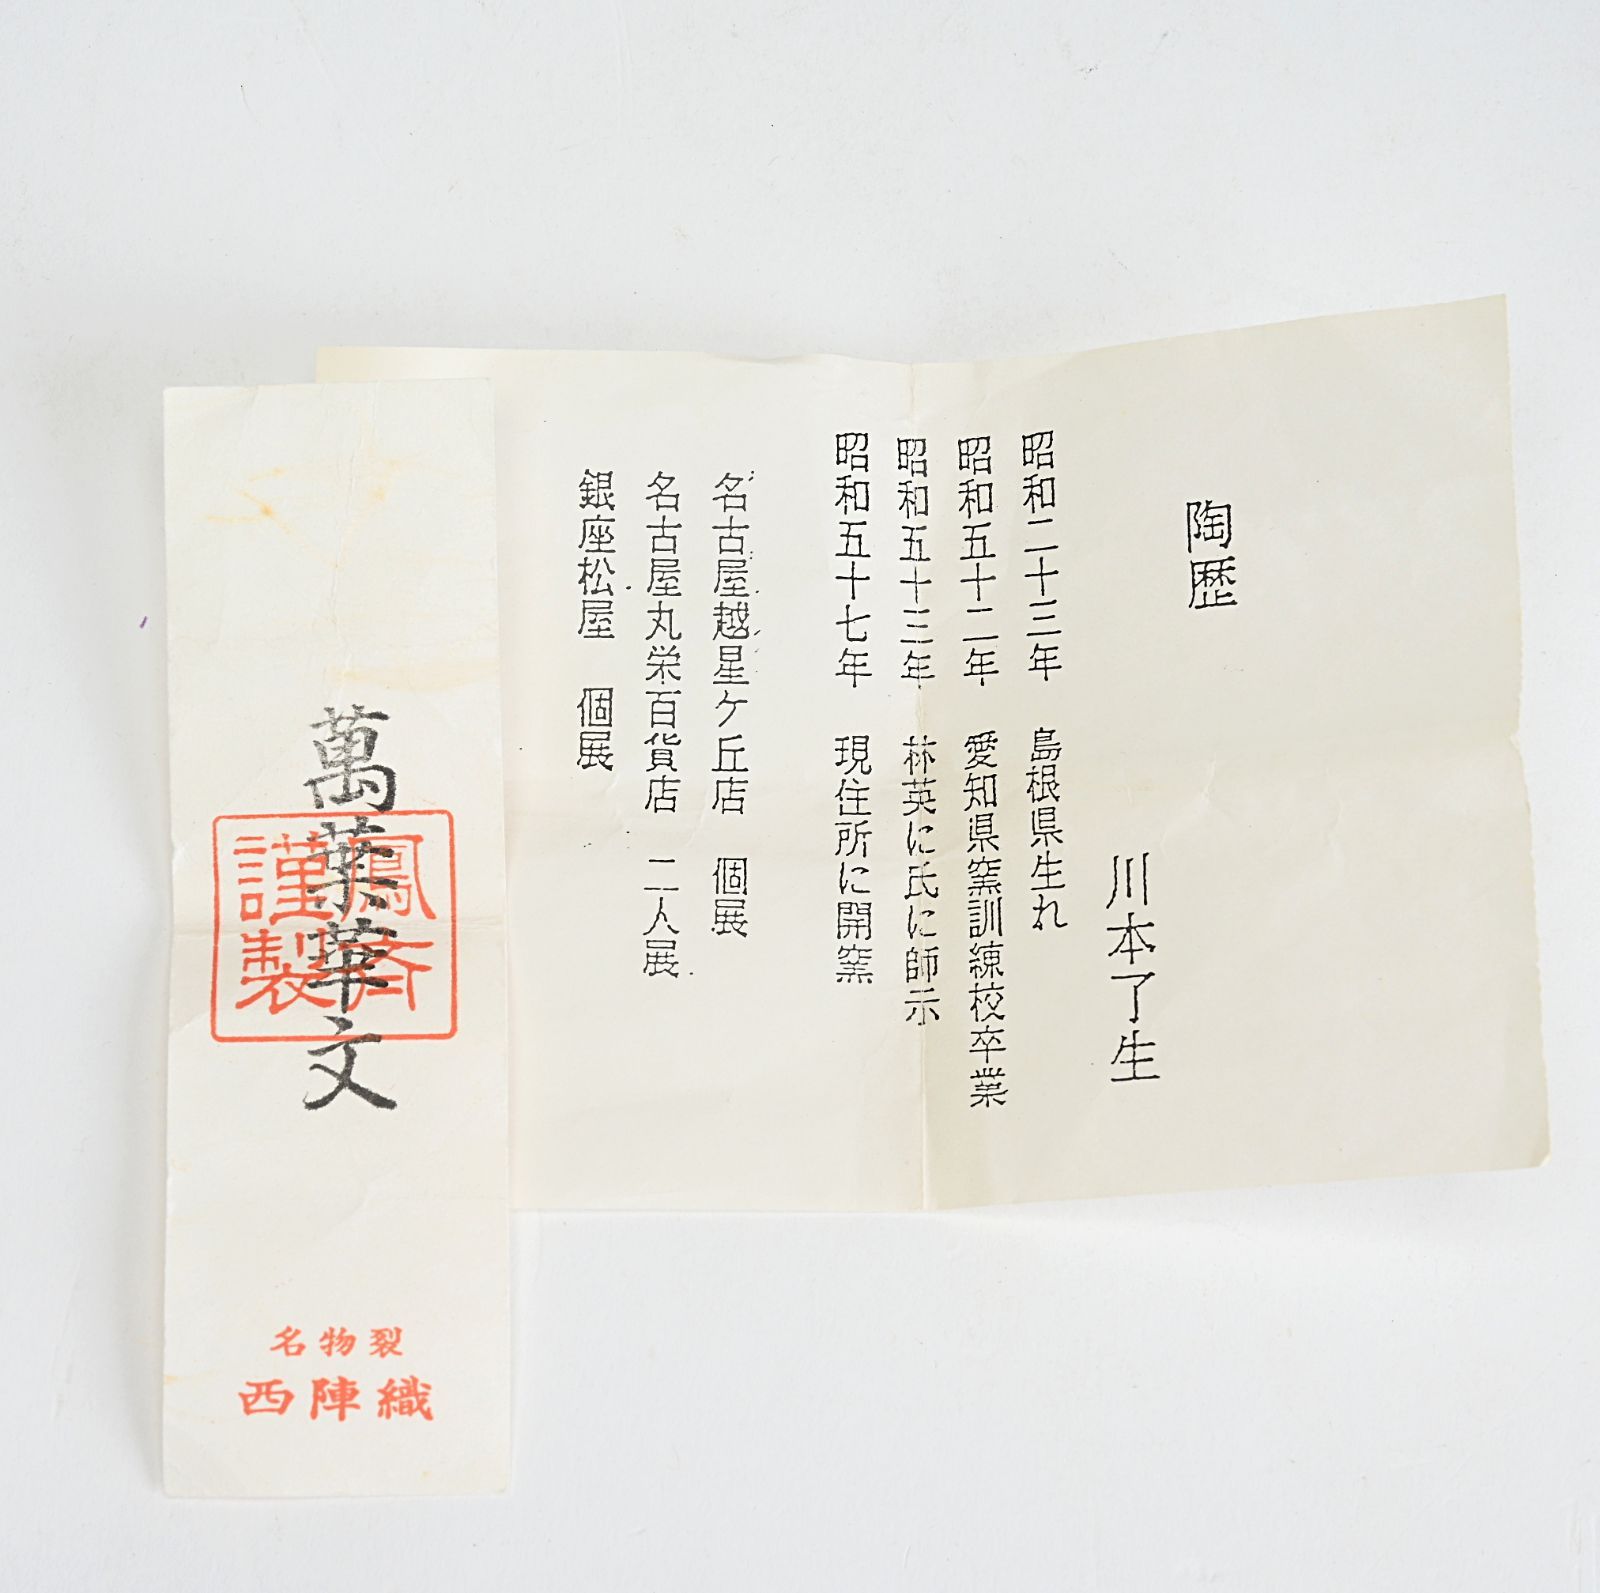 陶歴
川本了生
昭和二十三年 島根県生れ
昭和五十二年 愛知県窯訓練校卒業
昭和五十三年 林英に氏に師示
昭和五十七年 現住所に開窯
名古屋越星ケ丘店 個展
名古屋丸栄百貨店 二人展
銀座松屋 個展
萬葉華文
鳳斉
謹製
名物裂
西陣織